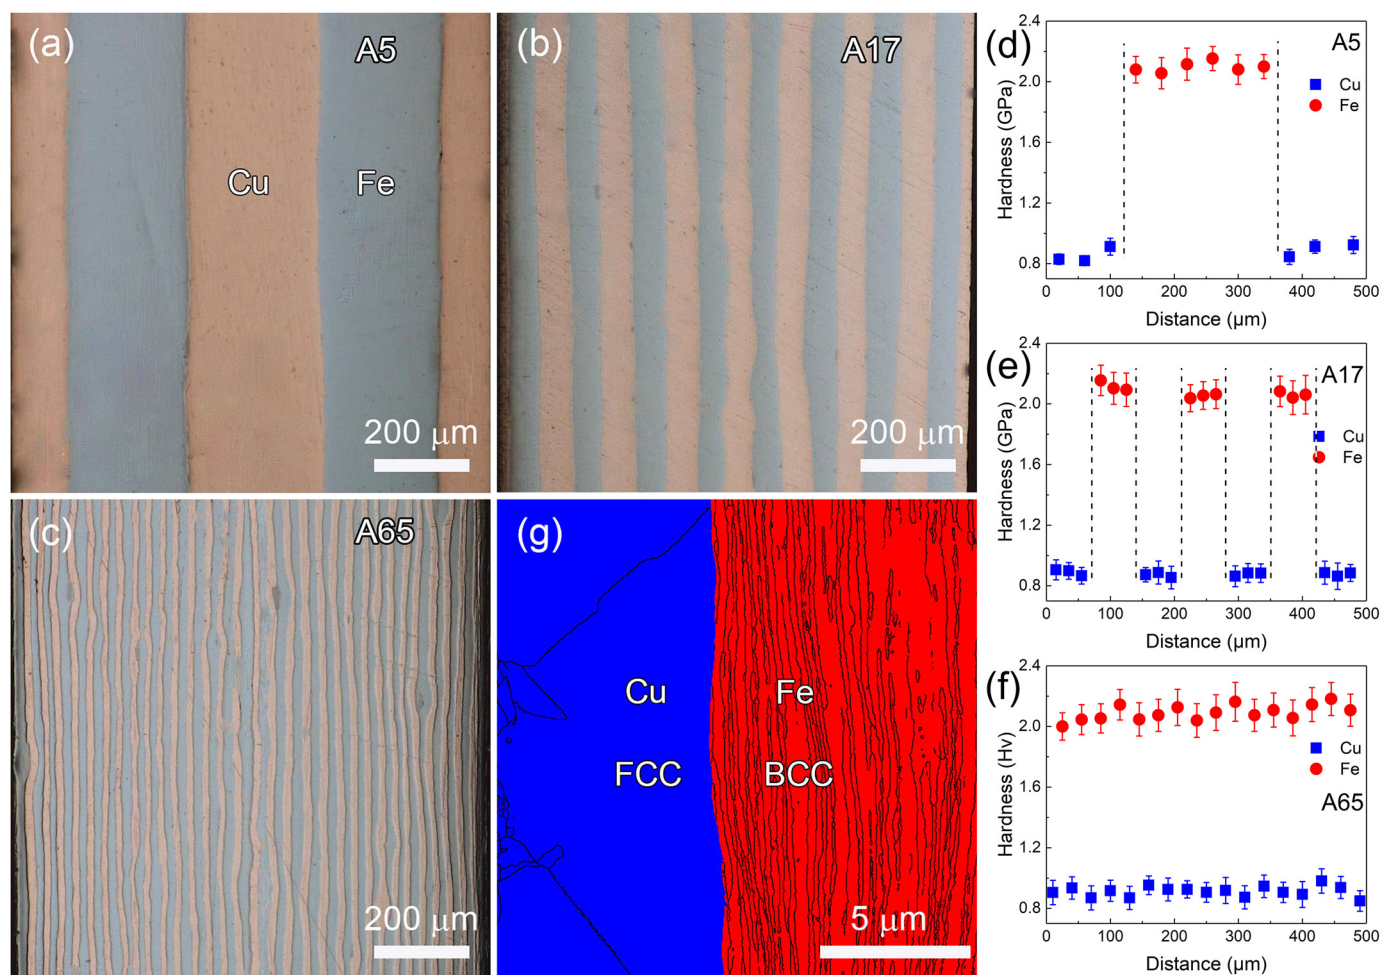 (a)
A5
Cu
Fe
200 μm
(b)
A17
200 μm
(c)
A65
200 μm
(g)
Cu
Fe
FCC
BCC
5 μm
(d)
A5
Cu
Fe
Hardness (GPa)
2.4
2.0
1.6
1.2
0.8
0 100 200 300 400 500
Distance (μm)
(e)
A17
Cu
Fe
Hardness (GPa)
2.4
2.0
1.6
1.2
0.8
0 100 200 300 400 500
Distance (μm)
(f)
Cu
Fe
A65
Hardness (Hv)
2.4
2.0
1.6
1.2
0.8
0 100 200 300 400 500
Distance (μm)